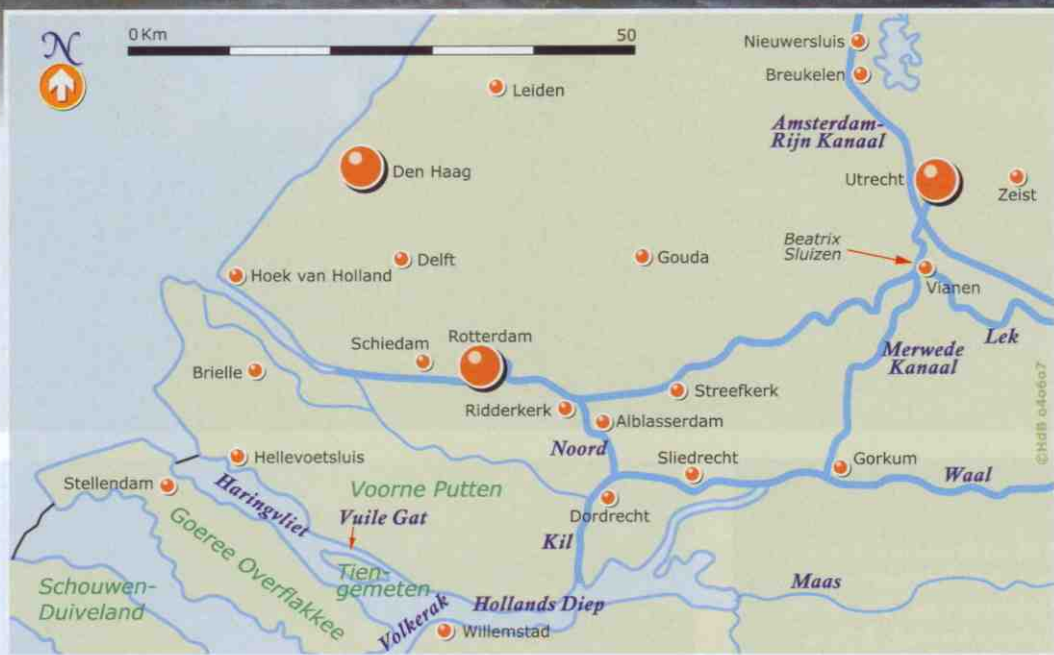 N
0 Km
50
Nieuwersluis
Breukelen
Leiden
Amsterdam-
Rijn Kanaal
Den Haag
Utrecht
Zeist
Beatrix
Sluizen
Delft
Gouda
Hoek van Holland
Vianen
Lek
Schiedam
Rotterdam
Merwede
Kanaal
Brielle
Streefkerk
Ridderkerk
Alblasserdam
©HdB 040607
Noord
Hellevoetsluis
Sliedrecht
Gorkum
Waal
Stellendam
Haringvliet
Voorne Putten
Vuile Gat
Dordrecht
Goeree Overflakkee
Kil
Tien-
gemeten
Schouwen-
Duiveland
Maas
Volkerak
Hollands Diep
Willemstad